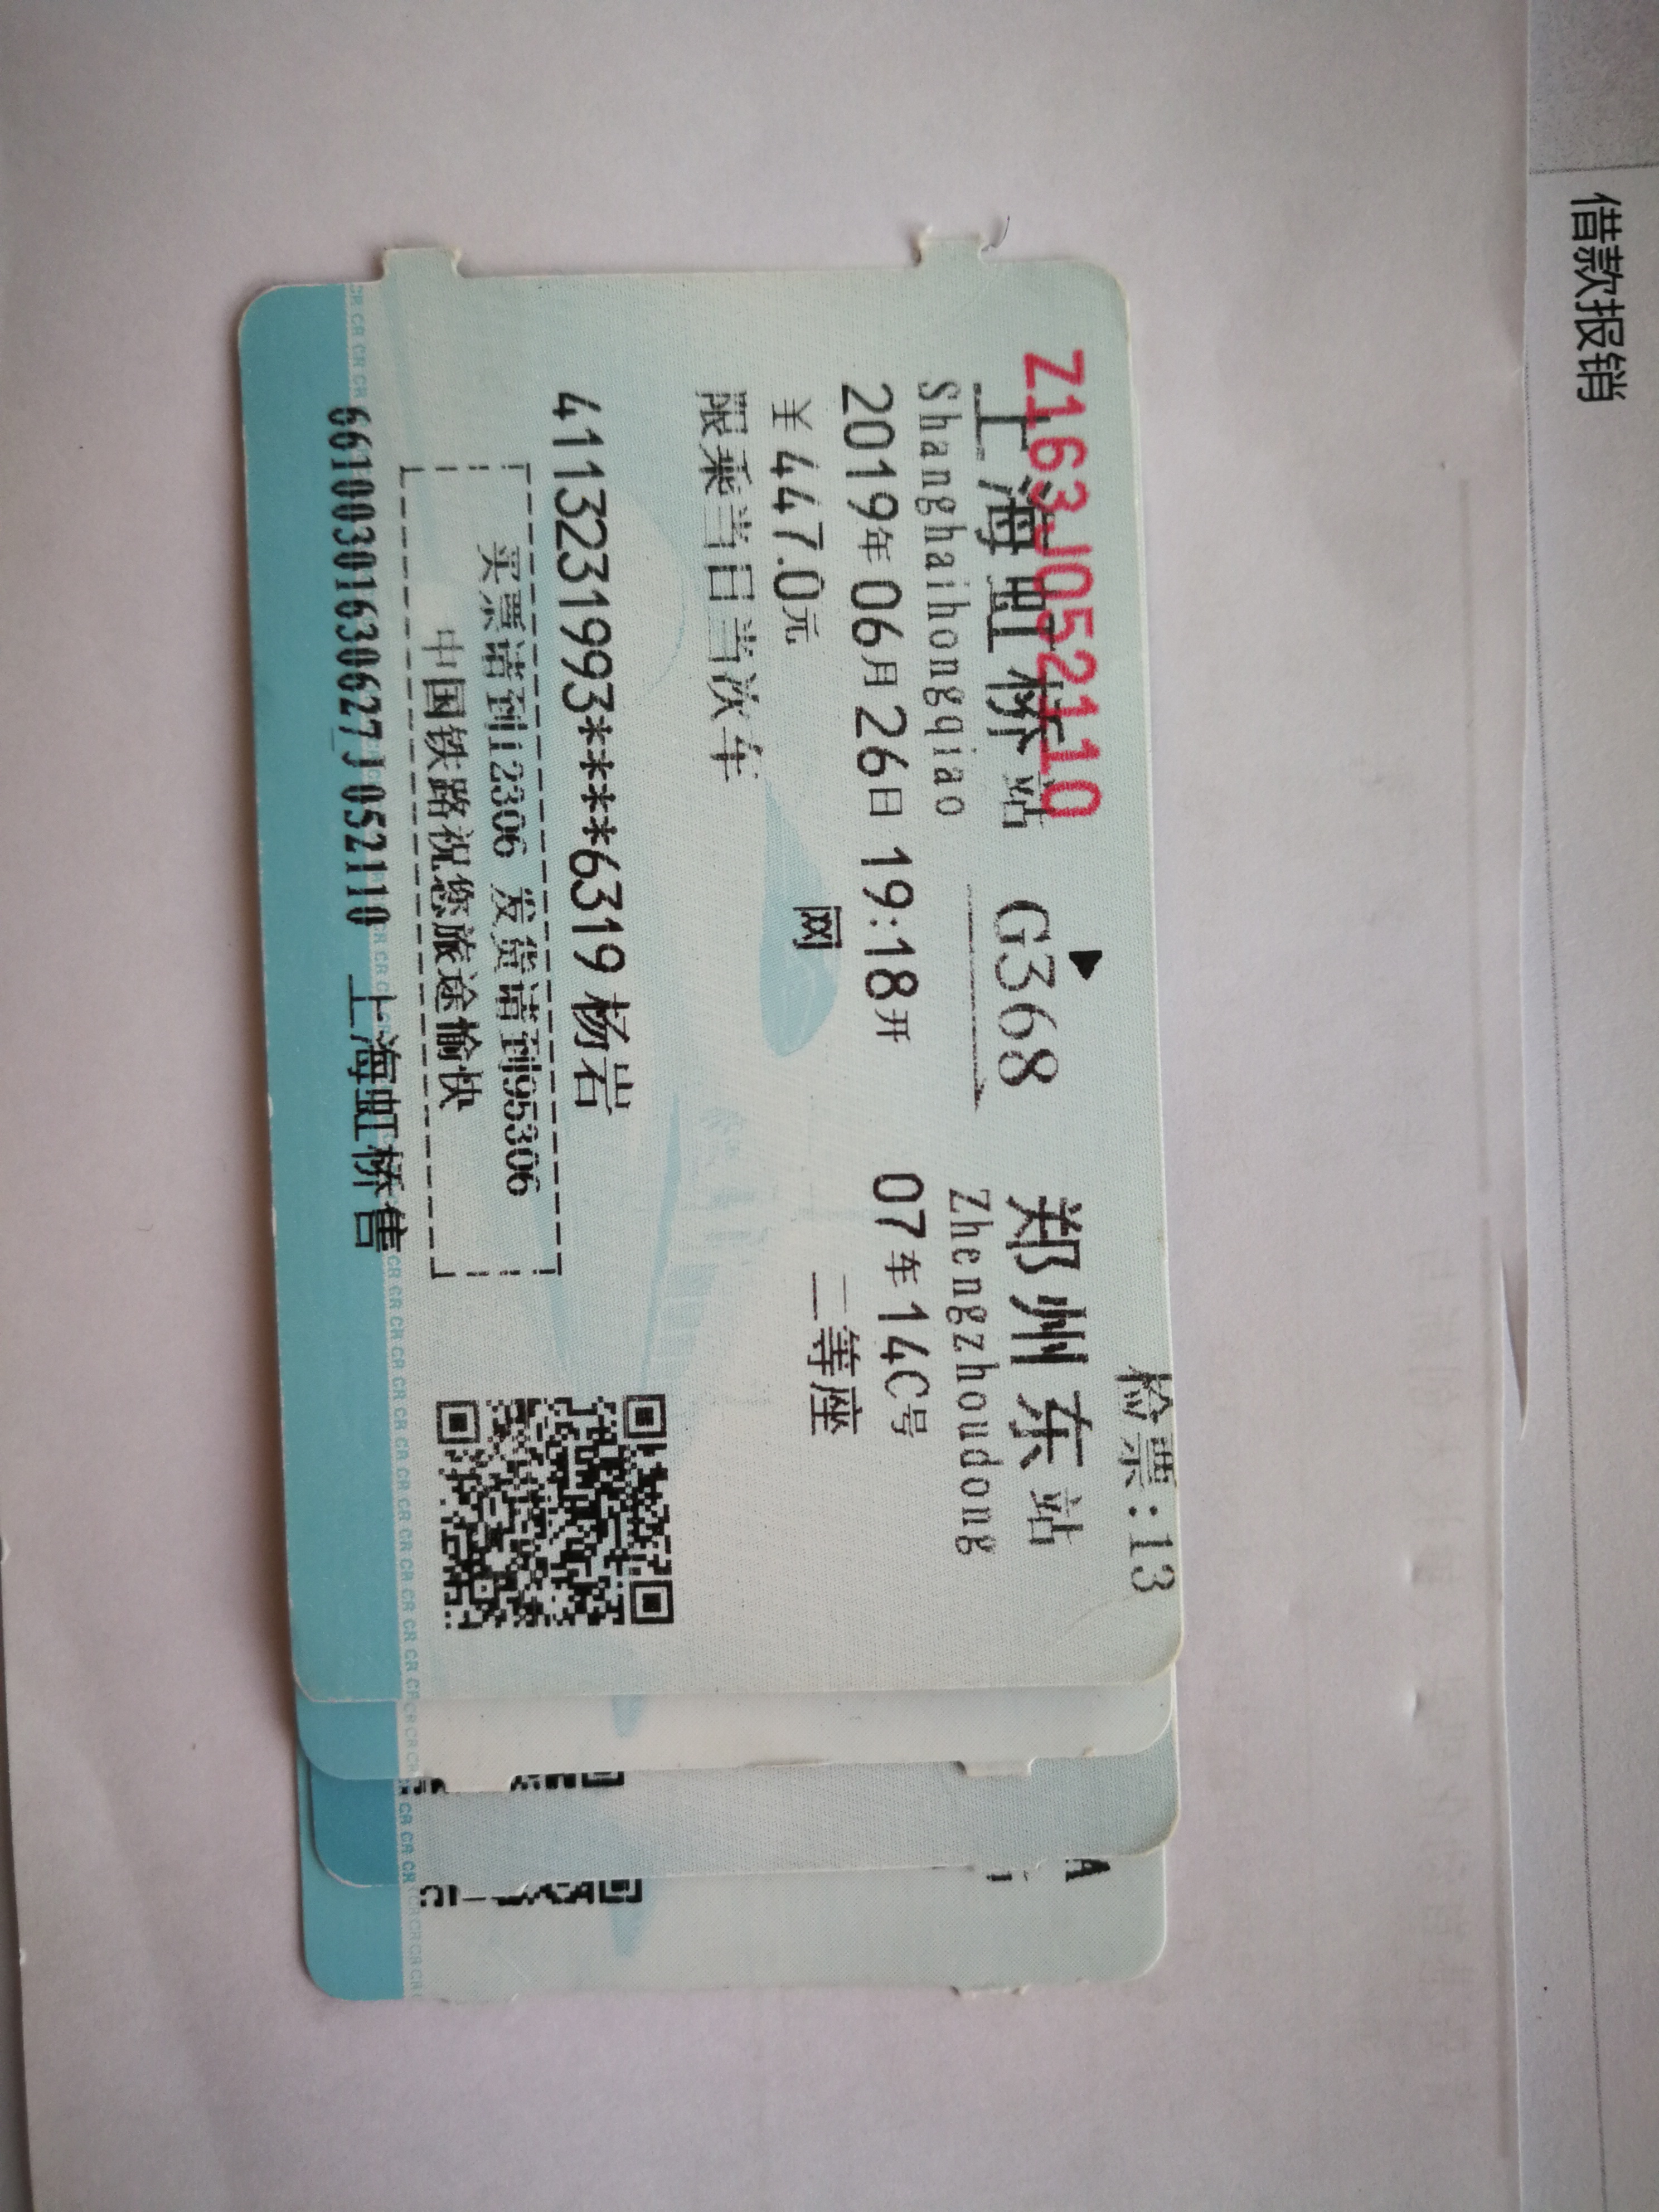 借款报销
Z163J052110
检票:13
上海虹桥站 G368 郑州东站
Shanghaihongqiao Zhengzhoudong
2019年06月26日 19:18开 07车14C号
¥447.0元 网 二等座
限乘当日当次车
4113231993****6319杨岩
买票请到12306 发货请到95306
中国铁路祝您旅途愉快
66100301630627J052110 上海虹桥售